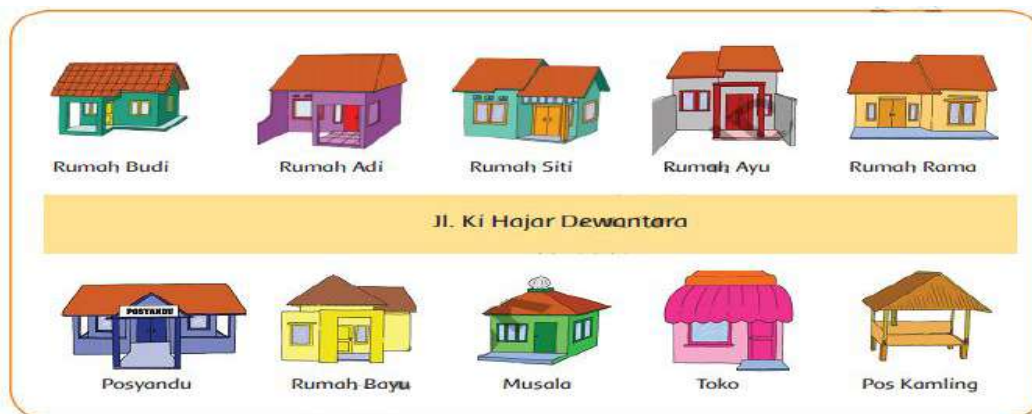 Rumah Budi
Rumah Adi
Rumah Siti
Rumah Ayu
Rumah Rama
Jl. Ki Hajar Dewantara
POSYANDU
Posyandu
Rumah Bayu
Musala
Toko
Pos Kamling